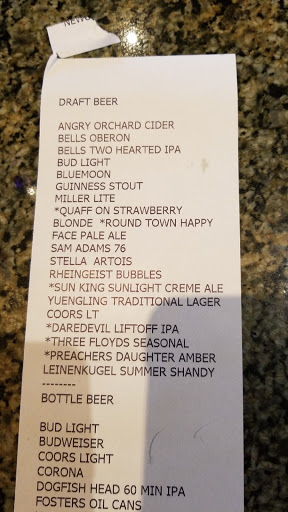 DRAFT BEER
ANGRY ORCHARD CIDER
BELLS OBERON
BELLS TWO HEARTED IPA
BUD LIGHT
BLUEMOON
GUINNESS STOUT
MILLER LITE
*QUAFF ON STRAWBERRY
BLONDE *ROUND TOWN HAPPY
FACE PALE ALE
SAM ADAMS 76
STELLA ARTOIS
RHEINGEIST BUBBLES
*SUN KING SUNLIGHT CREME ALE
YUENGLING TRADITIONAL LAGER
COORS LT
*DAREDEVIL LIFTOFF IPA
*THREE FLOYDS SEASONAL
*PREACHERS DAUGHTER AMBER
LEINENKUGEL SUMMER SHANDY
--------
BOTTLE BEER
BUD LIGHT
BUDWEISER
COORS LIGHT
CORONA
DOGFISH HEAD 60 MIN IPA
FOSTERS OIL CANS